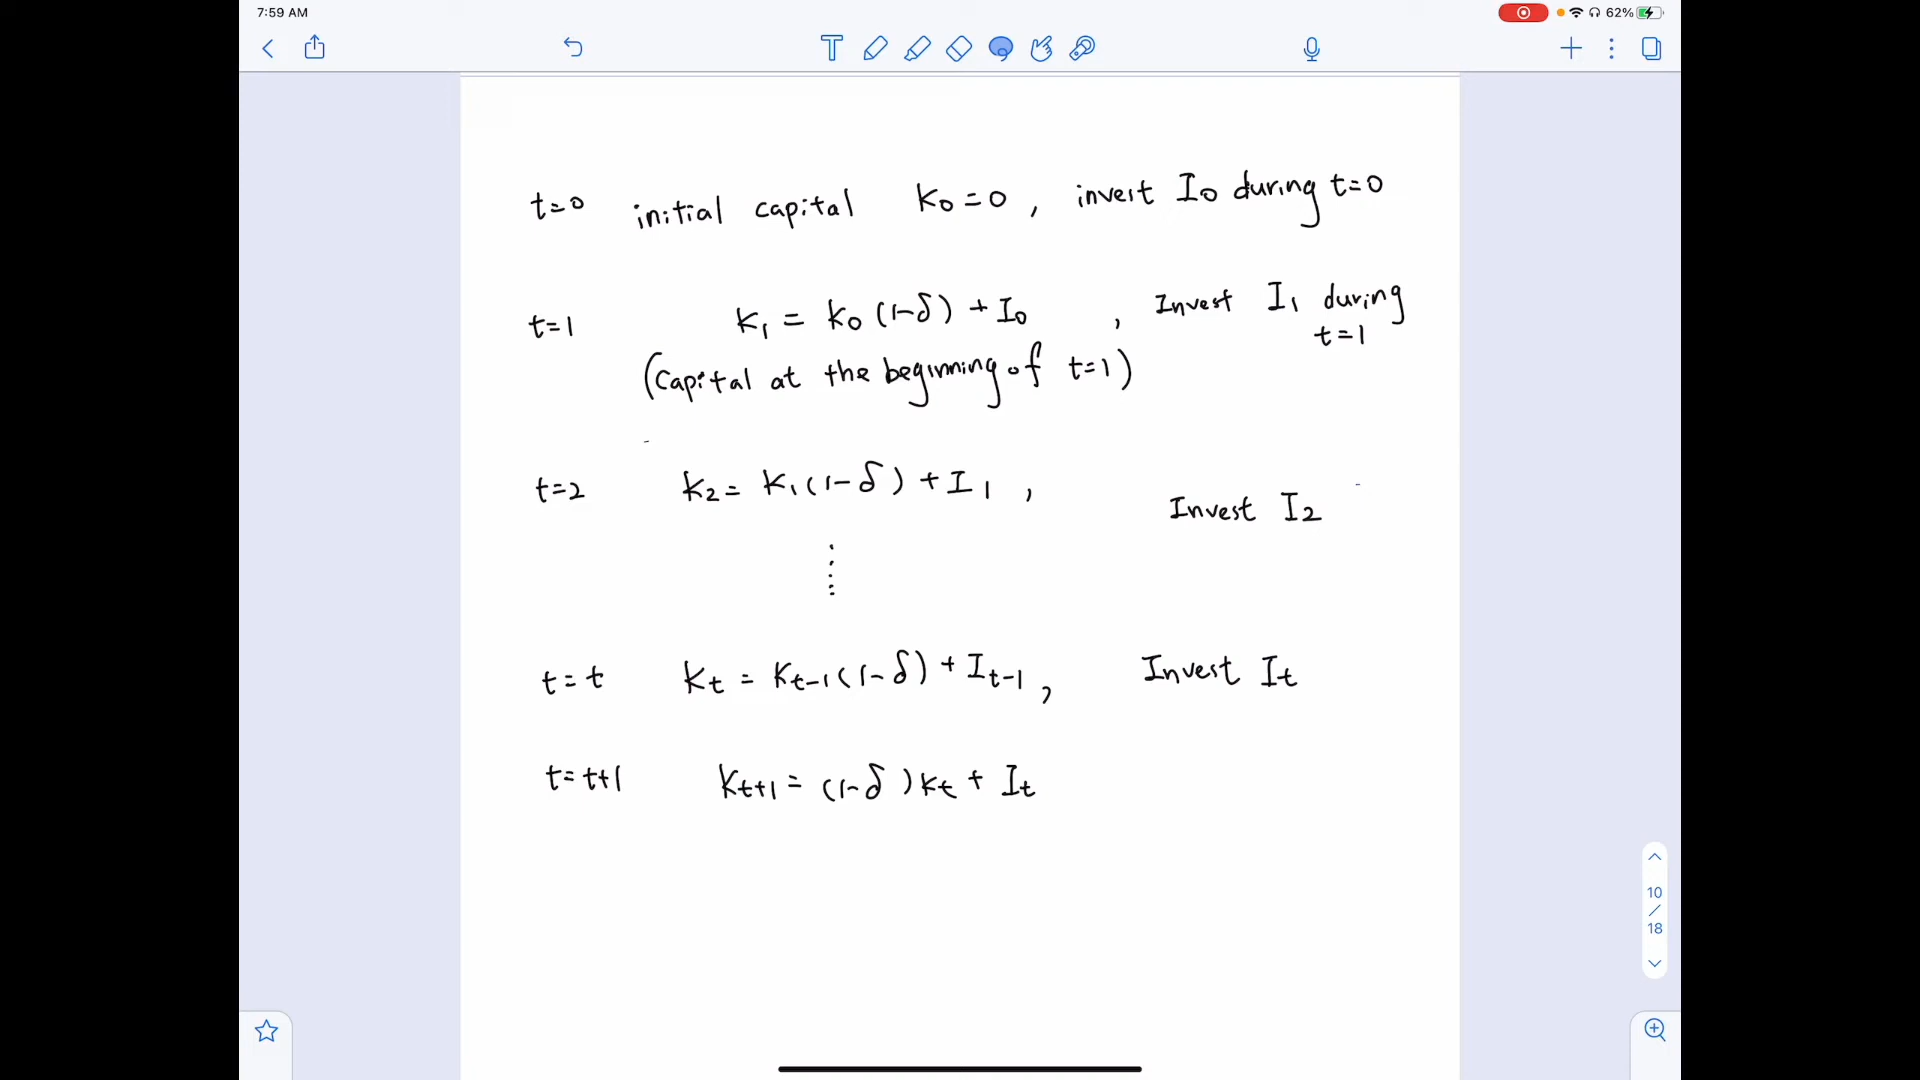 7:59 AM
62%
t=0 initial capital K₀=0, invest I₀ during t=0
t=1 K₁ = K₀(1-δ) + I₀, Invest I₁ during t=1
(Capital at the beginning of t=1)
t=2 K₂ = K₁(1-δ) + I₁, Invest I₂
⋮
t=t Kₜ = Kₜ₋₁(1-δ) + Iₜ₋₁, Invest Iₜ
t=t+1 Kₜ₊₁ = (1-δ)Kₜ + Iₜ
10
/
18